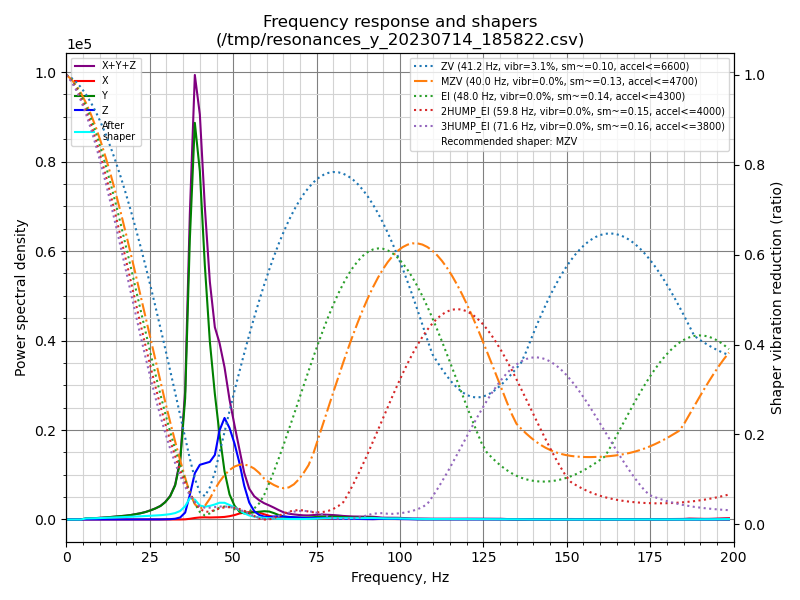 Frequency response and shapers
(/tmp/resonances_y_20230714_185822.csv)
1e5
X+Y+Z
X
Y
Z
After
shaper
ZV (41.2 Hz, vibr=3.1%, sm~=0.10, accel<=6600)
MZV (40.0 Hz, vibr=0.0%, sm~=0.13, accel<=4700)
EI (48.0 Hz, vibr=0.0%, sm~=0.14, accel<=4300)
2HUMP_EI (59.8 Hz, vibr=0.0%, sm~=0.15, accel<=4000)
3HUMP_EI (71.6 Hz, vibr=0.0%, sm~=0.16, accel<=3800)
Recommended shaper: MZV
1.0
0.8
0.6
0.4
0.2
0.0
Power spectral density
1.0
0.8
0.6
0.4
0.2
0.0
Shaper vibration reduction (ratio)
0 25 50 75 100 125 150 175 200
Frequency, Hz